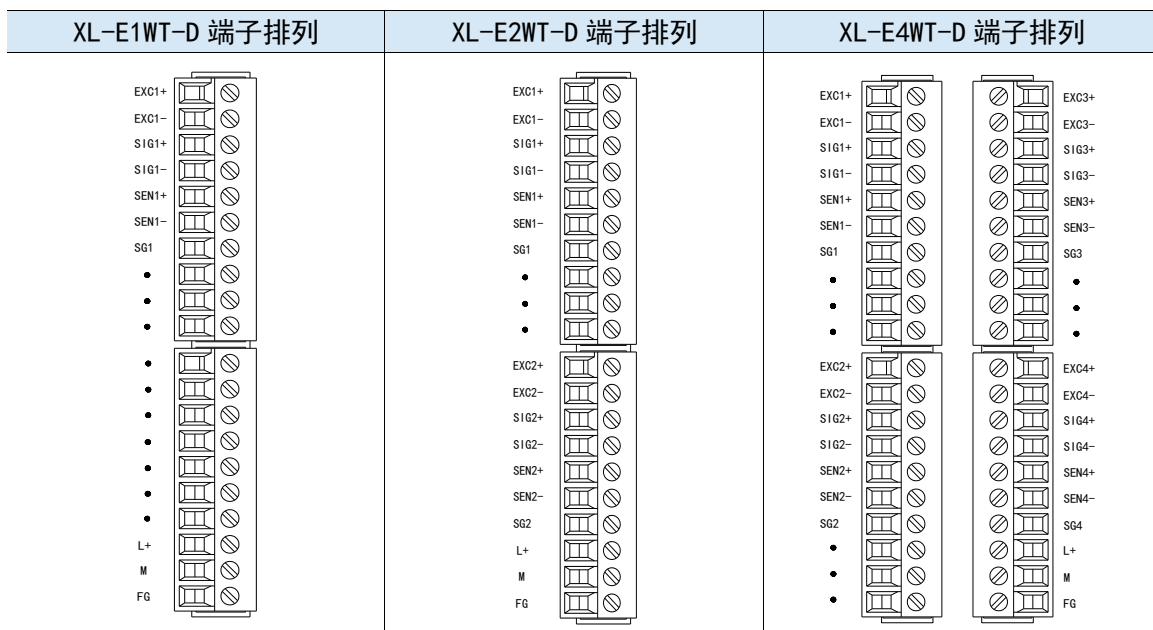 XL-E1WT-D 端子排列
XL-E2WT-D 端子排列
XL-E4WT-D 端子排列
EXC1+
EXC1-
SIG1+
SIG1-
SEN1+
SEN1-
SG1
•
•
•
•
•
•
•
•
•
•
L+
M
FG
EXC1+
EXC1-
SIG1+
SIG1-
SEN1+
SEN1-
SG1
•
•
•
EXC2+
EXC2-
SIG2+
SIG2-
SEN2+
SEN2-
SG2
L+
M
FG
EXC1+
EXC1-
SIG1+
SIG1-
SEN1+
SEN1-
SG1
•
•
•
EXC2+
EXC2-
SIG2+
SIG2-
SEN2+
SEN2-
SG2
•
•
•
EXC3+
EXC3-
SIG3+
SIG3-
SEN3+
SEN3-
SG3
•
•
•
EXC4+
EXC4-
SIG4+
SIG4-
SEN4+
SEN4-
SG4
L+
M
FG